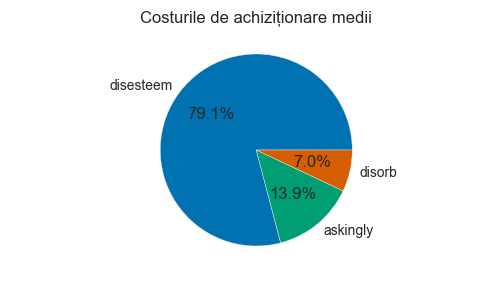 Costurile de achiziționare medii
disesteem
79.1%
7.0%
disorb
13.9%
askingly